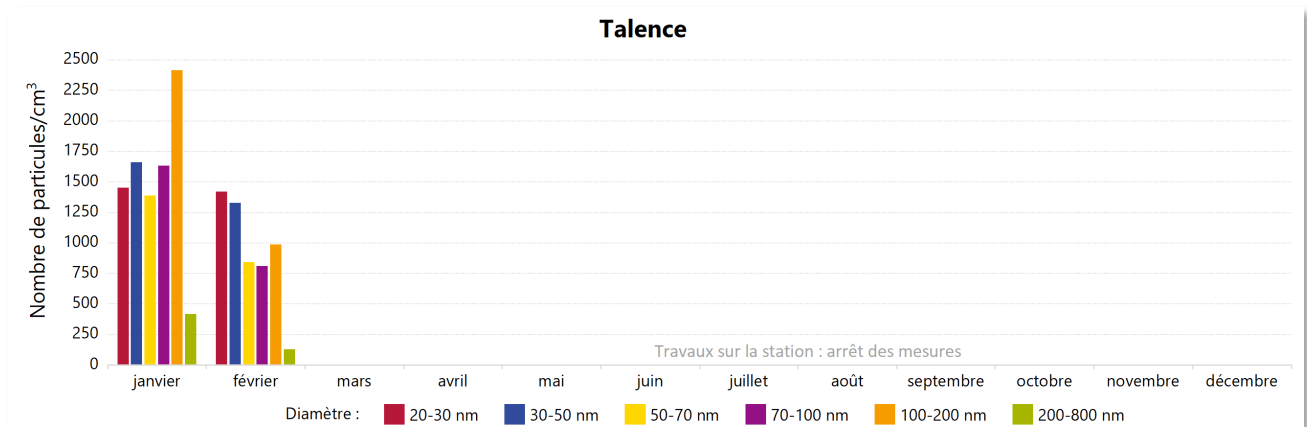 Talence
Nombre de particules/cm³
2500
2250
2000
1750
1500
1250
1000
750
500
250
0
Travaux sur la station : arrêt des mesures
janvier février mars avril mai juin juillet août septembre octobre novembre décembre
Diamètre : 20-30 nm 30-50 nm 50-70 nm 70-100 nm 100-200 nm 200-800 nm